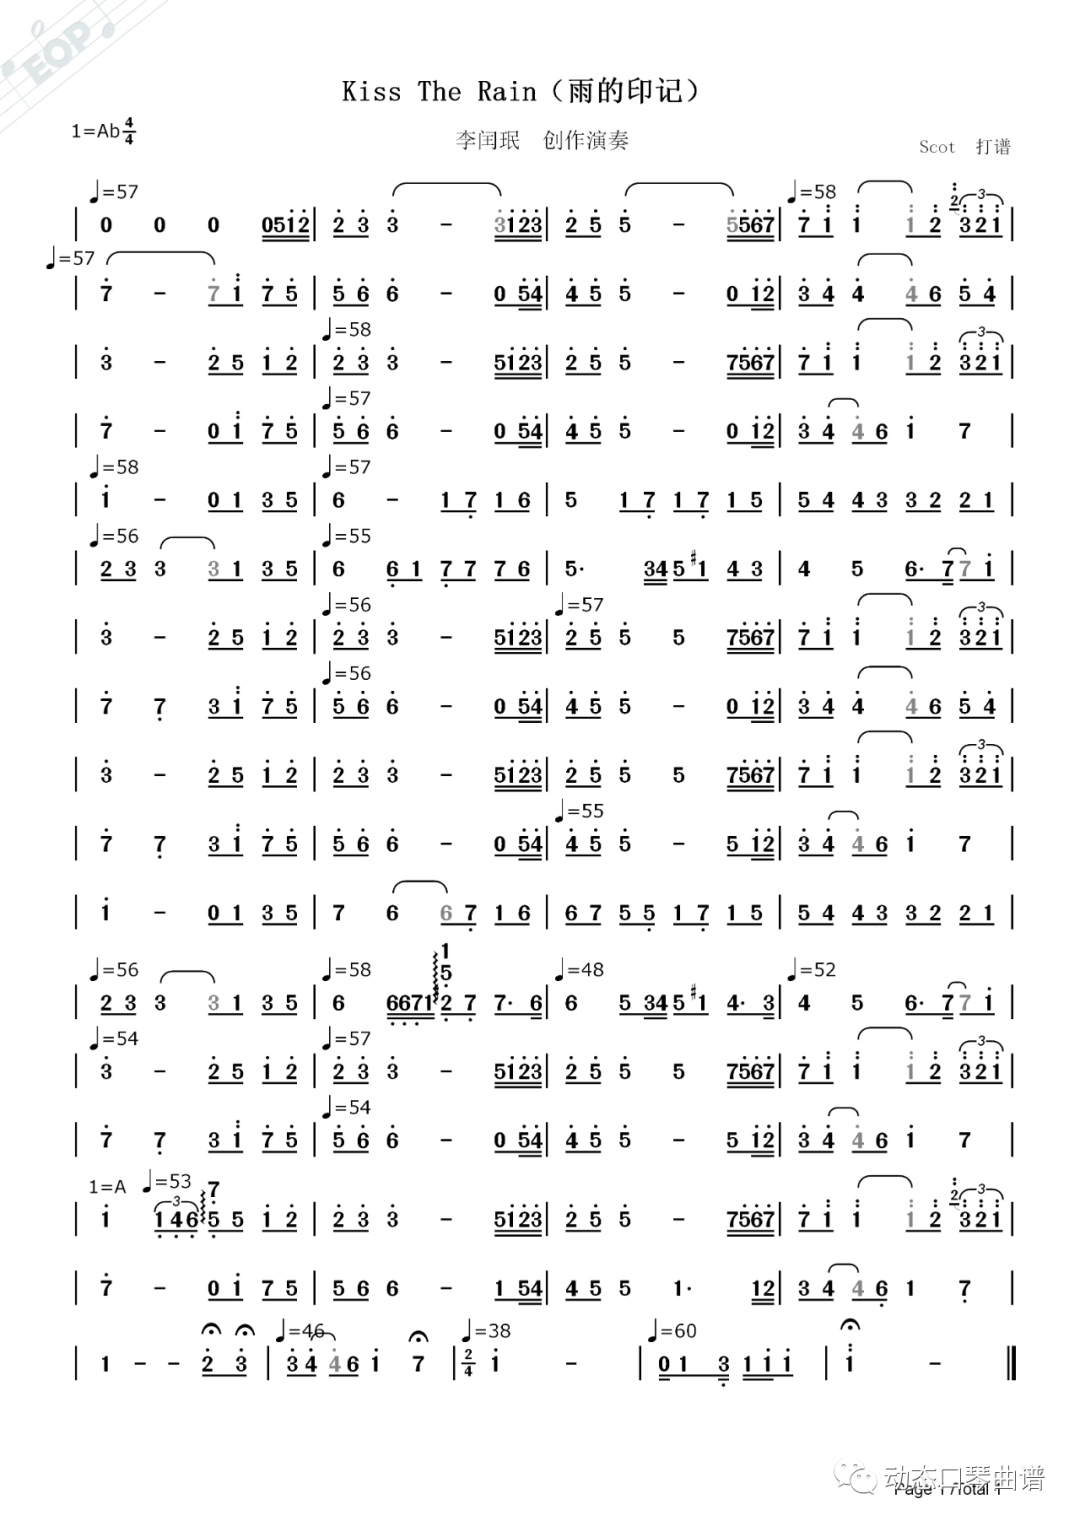 EOP
Kiss The Rain（雨的印记）
1=Ab 4/4
李闰珉 创作演奏
Scot 打谱
♩=57 ♩=58
| 0 0 0 0512 | 2 3 3 - 3123 | 2 5 5 - 5567 | 7 1 1 1 2 2 3 321 |
♩=57
| 7 - 7 1 7 5 | 5 6 6 - 0 54 | 4 5 5 - 0 12 | 3 4 4 4 6 5 4 |
♩=58 3
| 3 - 2 5 1 2 | 2 3 3 - 5123 | 2 5 5 - 7567 | 7 1 1 1 2 321 |
♩=57
| 7 - 0 1 7 5 | 5 6 6 - 0 54 | 4 5 5 - 0 12 | 3 4 4 6 1 7 |
♩=58 ♩=57
| 1 - 0 1 3 5 | 6 - 1 7 1 6 | 5 1 7 1 7 1 5 | 5 4 4 3 3 2 2 1 |
♩=56 ♩=55
| 2 3 3 3 1 3 5 | 6 6 1 7 7 7 6 | 5· 34 5 #1 4 3 | 4 5 6· 7 7 1 |
♩=56 ♩=57 3
| 3 - 2 5 1 2 | 2 3 3 - 5123 | 2 5 5 5 7567 | 7 1 1 1 2 321 |
♩=56
| 7 7 3 1 7 5 | 5 6 6 - 0 54 | 4 5 5 - 0 12 | 3 4 4 4 6 5 4 |
3
| 3 - 2 5 1 2 | 2 3 3 - 5123 | 2 5 5 5 7567 | 7 1 1 1 2 321 |
♩=55
| 7 7 3 1 7 5 | 5 6 6 - 0 54 | 4 5 5 - 5 12 | 3 4 4 6 1 7 |
| 1 - 0 1 3 5 | 7 6 6 7 1 6 | 6 7 5 5 1 7 1 5 | 5 4 4 3 3 2 2 1 |
♩=56 ♩=58 1 5 ♩=48 ♩=52
| 2 3 3 3 1 3 5 | 6 6671 2 7 7· 6 | 6 5 34 5 #1 4· 3 | 4 5 6· 7 7 1 |
♩=54 ♩=57 3
| 3 - 2 5 1 2 | 2 3 3 - 5123 | 2 5 5 5 7567 | 7 1 1 1 2 321 |
♩=54
| 7 7 3 1 7 5 | 5 6 6 - 0 54 | 4 5 5 - 5 12 | 3 4 4 6 1 7 |
1=A ♩=53 3 7 2 3
| 1 146 5 5 1 2 | 2 3 3 - 5123 | 2 5 5 - 7567 | 7 1 1 1 2 321 |
| 7 - 0 1 7 5 | 5 6 6 - 1 54 | 4 5 5 1· 12 | 3 4 4 6 1 7 |
♩=46 ♩=38 ♩=60
| 1 - - 2 3 | 3 4 4 6 1 7 | 2/4 1 - | 0 1 3 1 1 1 | 1 - ‖
动态口琴曲谱
Page 1 /Total 1